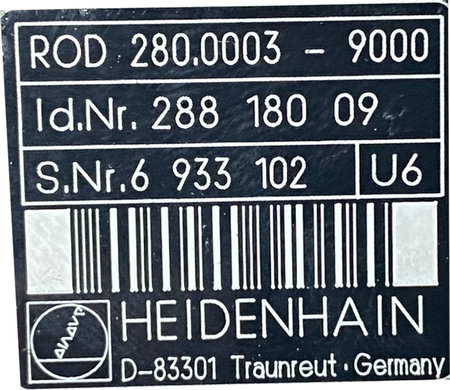 ROD 280.0003 - 9000
Id.Nr. 288 180 09
S.Nr.6 933 102 U6
HEIDENHAIN
D-83301 Traunreut · Germany